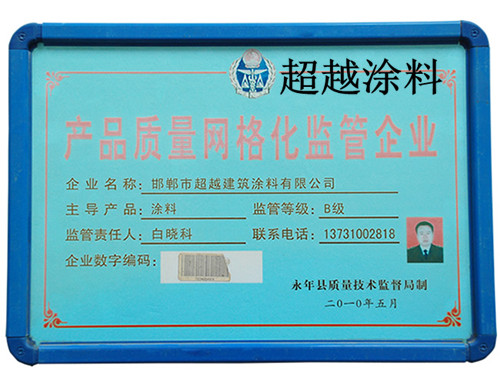 超越涂料
产品质量网格化监管企业
企业名称：邯郸市超越建筑涂料有限公司
主导产品：涂料 监管等级：B级
监管责任人：白晓科 联系电话：13731002818
企业数字编码：
永年县质量技术监督局制
二〇一〇年五月